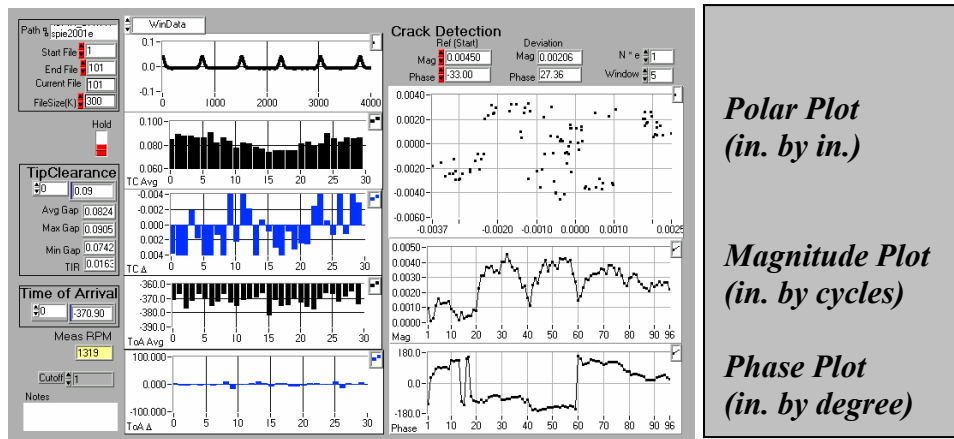 Path
spie2001e
Start File 1
End File 101
Current File 101
FileSize(K) 300
Hold
TipClearance
0 0.09
Avg Gap 0.0824
Max Gap 0.0905
Min Gap 0.0742
TIR 0.0163
Time of Arrival
0 -370.90
Meas RPM
1319
Cutoff 1
Notes
WinData
0.1
-0.0
-0.1
0 1000 2000 3000 4000
0.100
0.080
0.060
TC Avg
0 5 10 15 20 25 30
-0.004
-0.002
0.000
0.002
0.004
TC Δ
0 5 10 15 20 25 30
-360.0
-370.0
-380.0
-390.0
ToA Avg
0 5 10 15 20 25 30
100.000
0.000
-100.000
ToA Δ
0 5 10 15 20 25 30
Crack Detection
Ref (Start)
Mag 0.00450
Phase -33.00
Deviation
Mag 0.00206
Phase 27.36
N * e 1
Window 5
0.0040
0.0020
0.0000
-0.0020
-0.0040
-0.0060
-0.0037 -0.0020 -0.0010 0.0000 0.0010 0.0025
0.0050
0.0040
0.0030
0.0020
0.0010
0.0000
Mag
1 10 20 30 40 50 60 70 80 90 96
180.0
0.0
-180.0
Phase
1 10 20 30 40 50 60 70 80 90 96
Polar Plot
(in. by in.)
Magnitude Plot
(in. by cycles)
Phase Plot
(in. by degree)